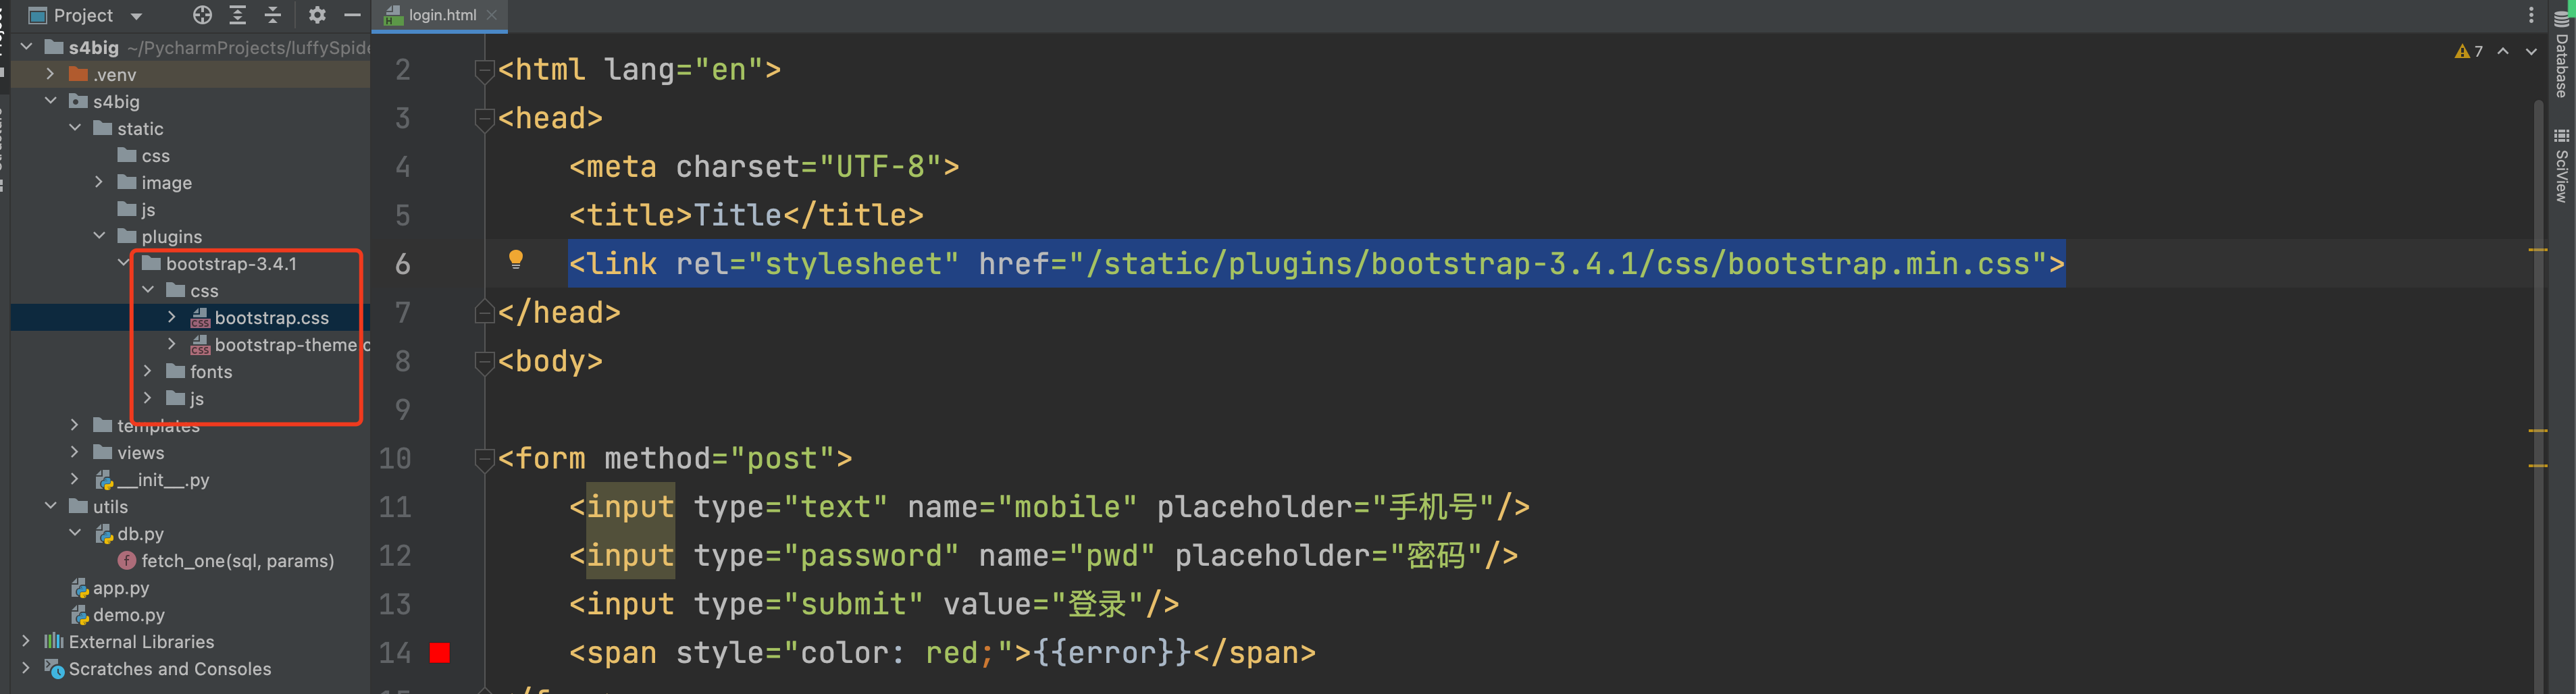 Project
s4big ~/PycharmProjects/luffySpide
.venv
s4big
static
css
image
js
plugins
bootstrap-3.4.1
css
bootstrap.css
bootstrap-theme.c
fonts
js
templates
views
__init__.py
utils
db.py
fetch_one(sql, params)
app.py
demo.py
External Libraries
Scratches and Consoles
login.html
7
2 <html lang="en">
3 <head>
4 <meta charset="UTF-8">
5 <title>Title</title>
6 <link rel="stylesheet" href="/static/plugins/bootstrap-3.4.1/css/bootstrap.min.css">
7 </head>
8 <body>
9
10 <form method="post">
11 <input type="text" name="mobile" placeholder="手机号"/>
12 <input type="password" name="pwd" placeholder="密码"/>
13 <input type="submit" value="登录"/>
14 <span style="color: red;">{{error}}</span>
Database
SciView